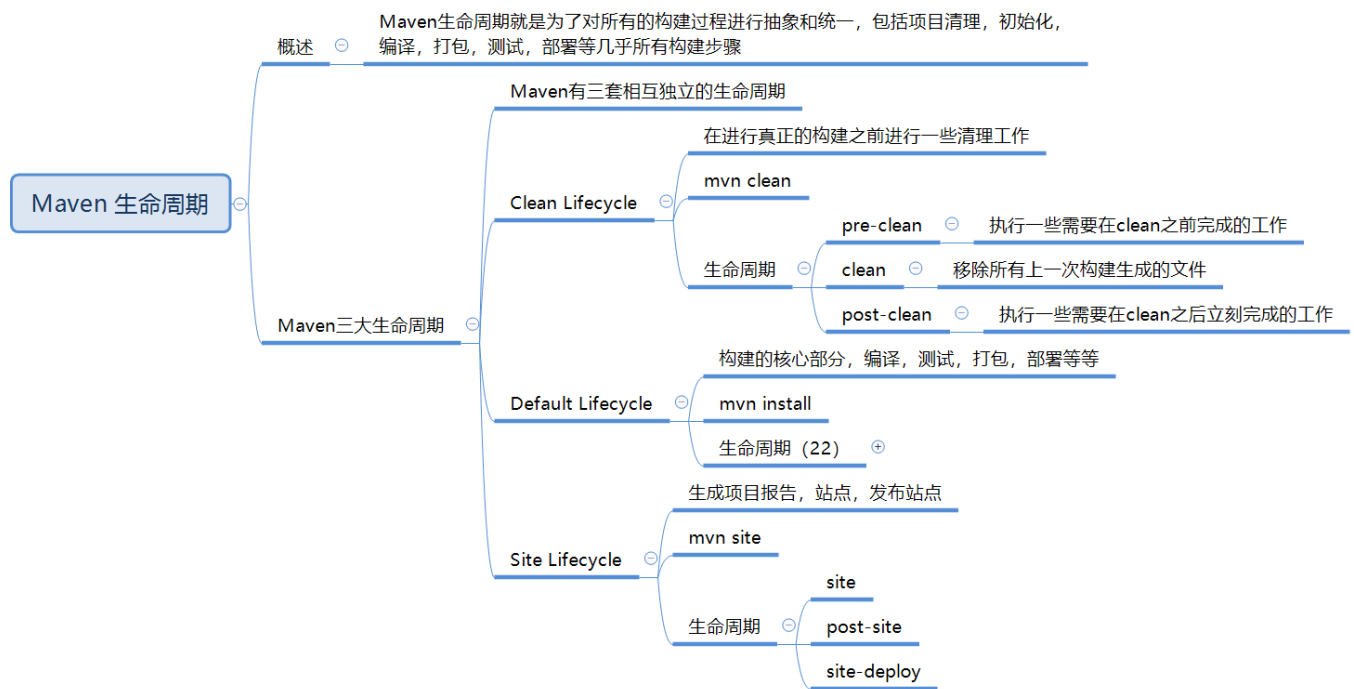 Maven 生命周期
概述
Maven生命周期就是为了对所有的构建过程进行抽象和统一，包括项目清理，初始化，
编译，打包，测试，部署等几乎所有构建步骤
Maven三大生命周期
Maven有三套相互独立的生命周期
Clean Lifecycle
在进行真正的构建之前进行一些清理工作
mvn clean
生命周期
pre-clean
执行一些需要在clean之前完成的工作
clean
移除所有上一次构建生成的文件
post-clean
执行一些需要在clean之后立刻完成的工作
Default Lifecycle
构建的核心部分，编译，测试，打包，部署等等
mvn install
生命周期（22）
Site Lifecycle
生成项目报告，站点，发布站点
mvn site
生命周期
site
post-site
site-deploy